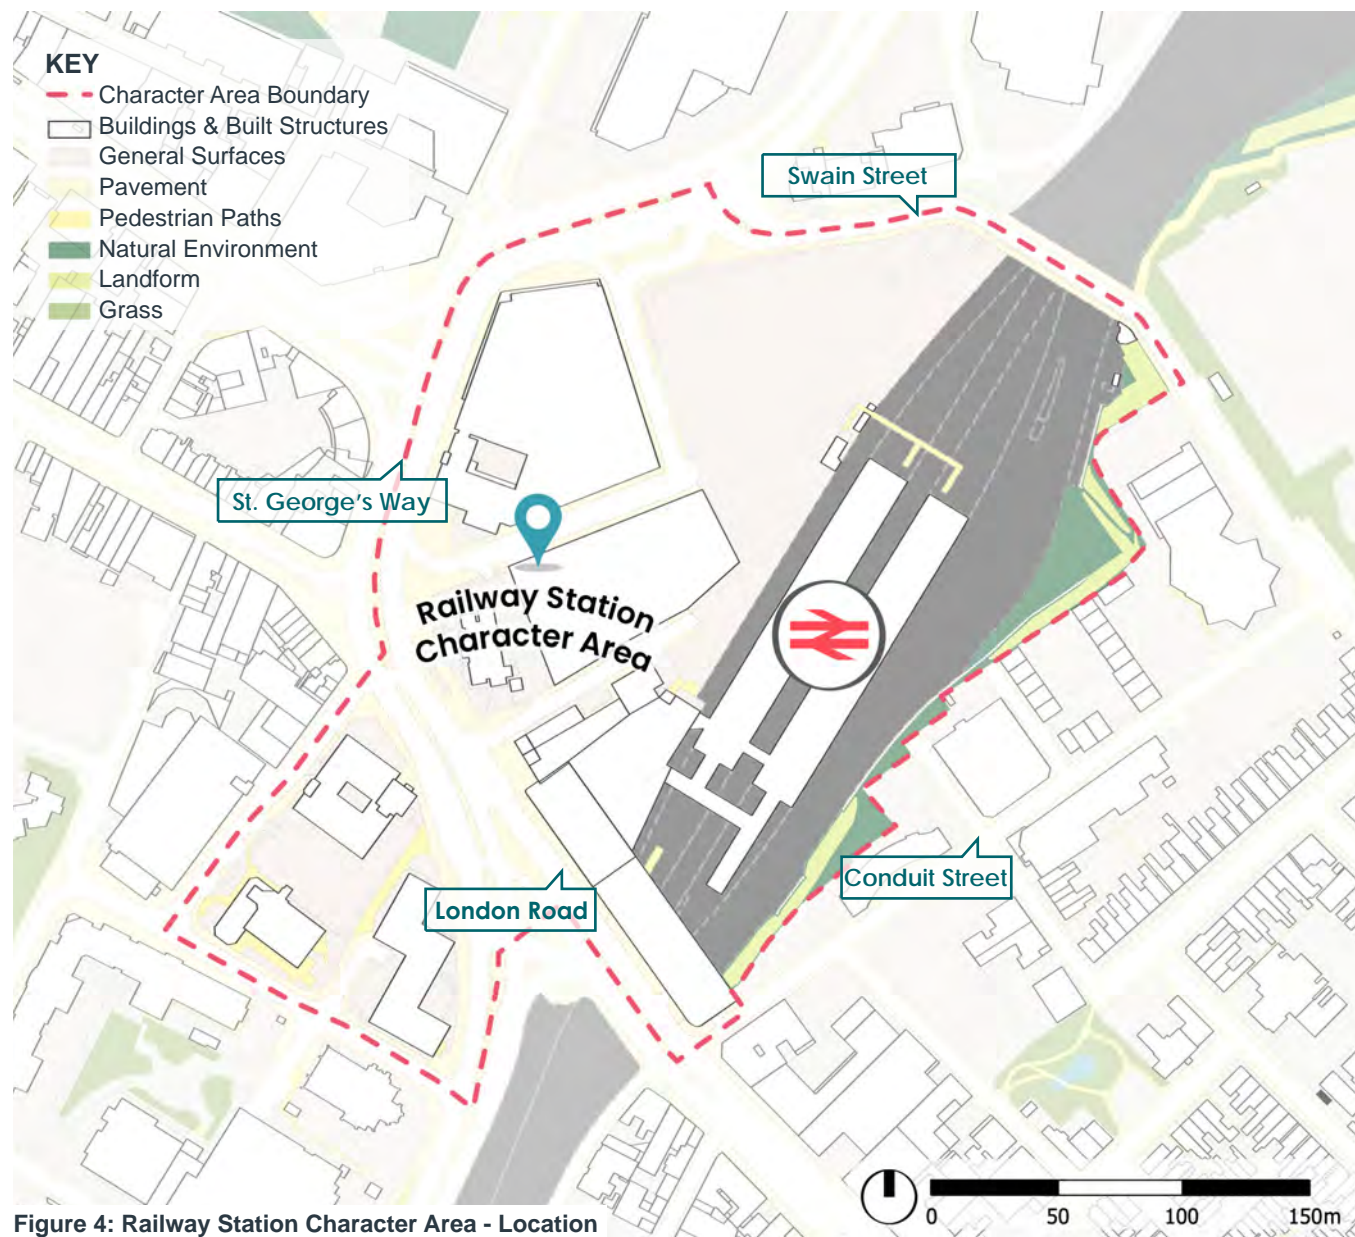 KEY
Character Area Boundary
Buildings & Built Structures
General Surfaces
Pavement
Pedestrian Paths
Natural Environment
Landform
Grass
Swain Street
St. George's Way
Railway Station
Character Area
Conduit Street
London Road
0 50 100 150m
Figure 4: Railway Station Character Area - Location